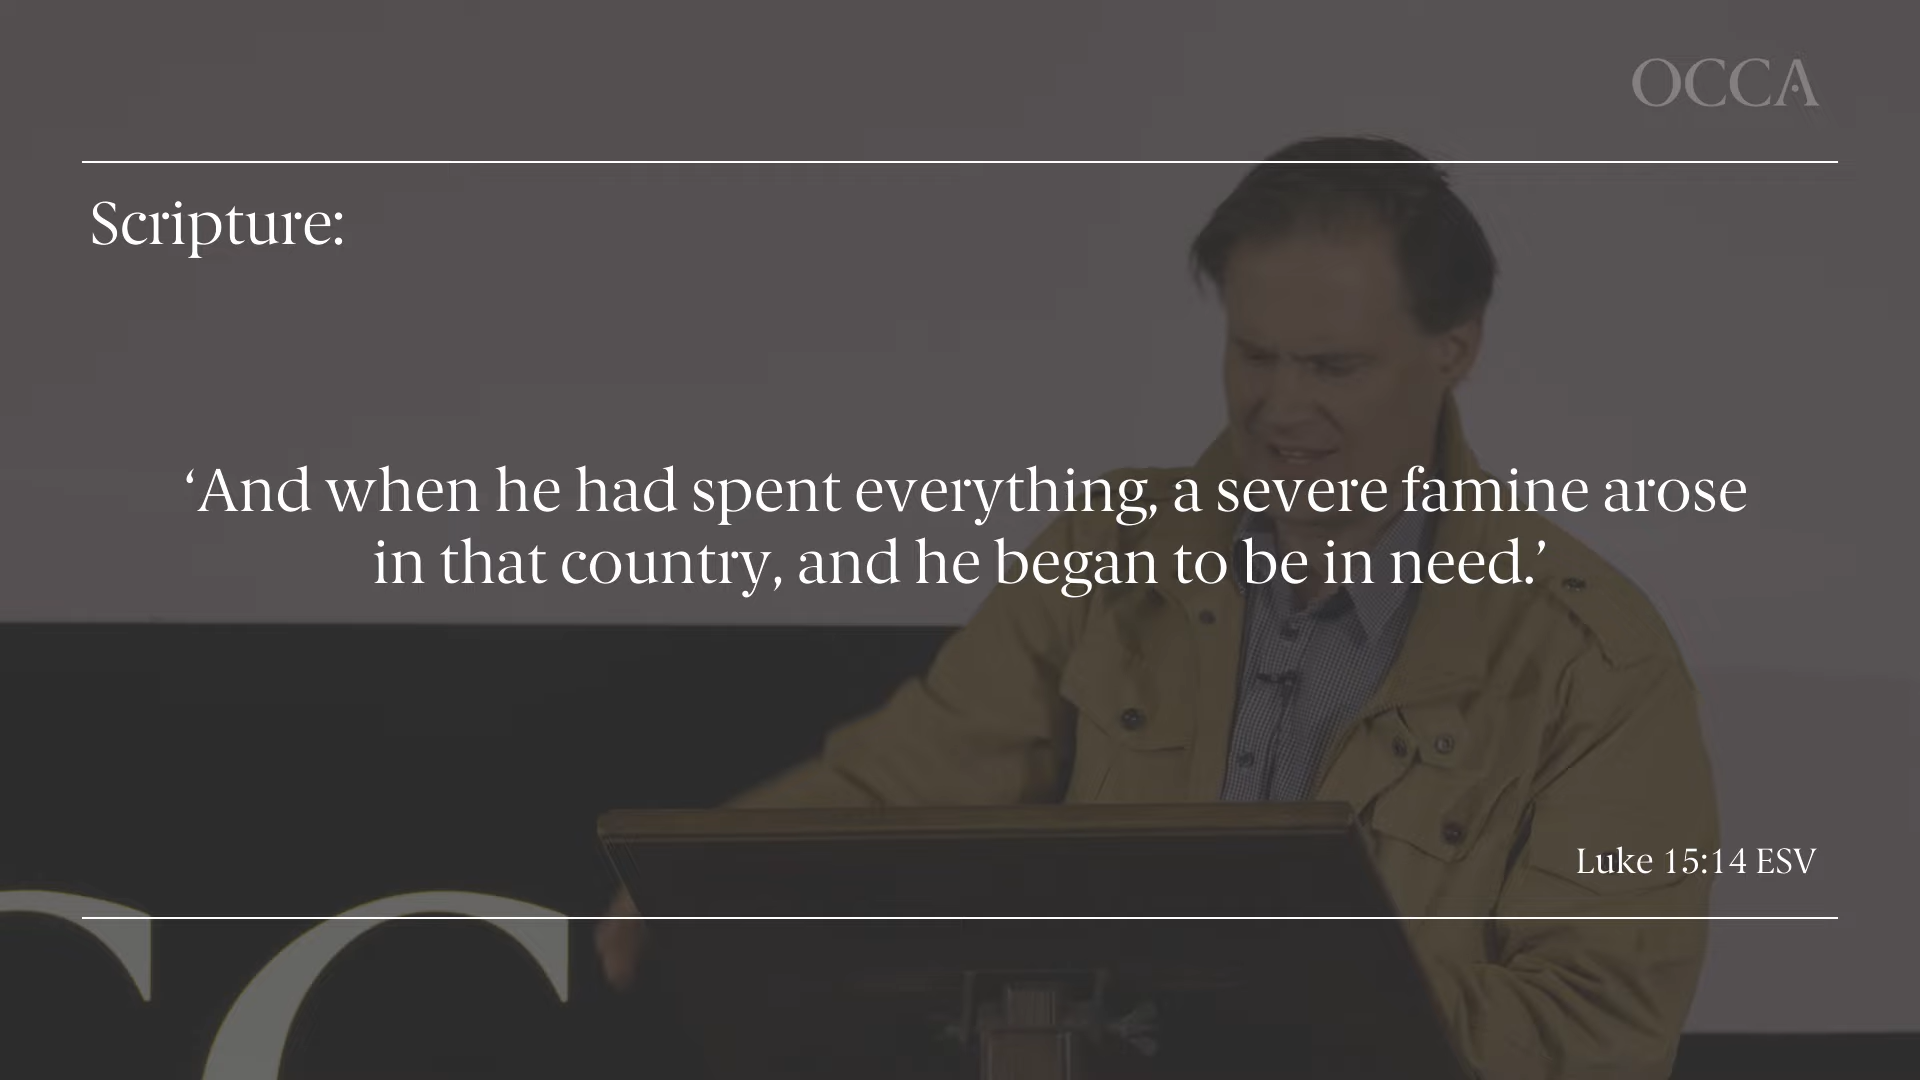 OCCA
Scripture:
‘And when he had spent everything, a severe famine arose
in that country, and he began to be in need.’
Luke 15:14 ESV
CC